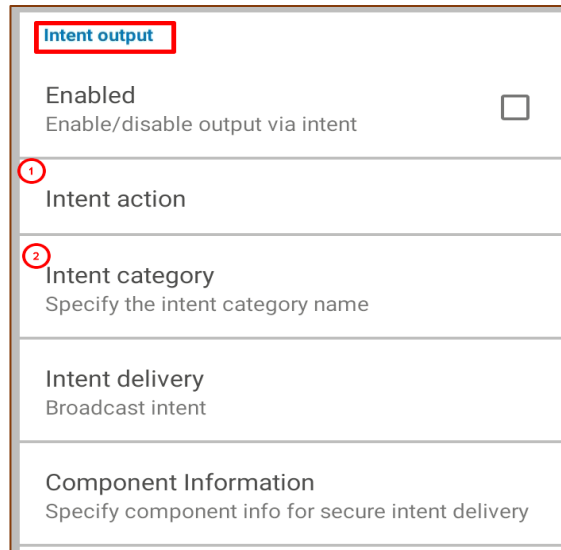 Intent output
Enabled
Enable/disable output via intent
1
Intent action
2
Intent category
Specify the intent category name
Intent delivery
Broadcast intent
Component Information
Specify component info for secure intent delivery